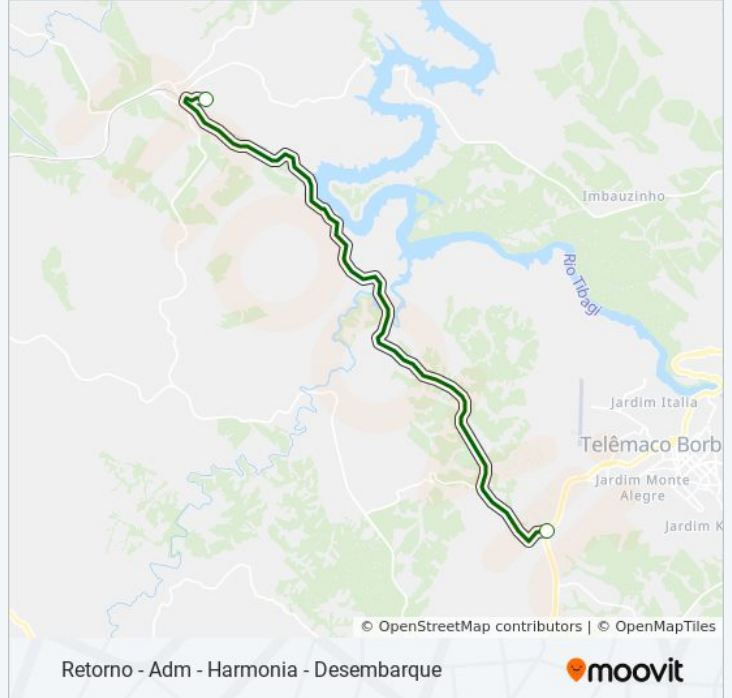 Imbauzinho
Rio Tibagi
Jardim Italia
Telêmaco Borb
Jardim Monte
Alegre
Jardim K
© OpenStreetMap contributors | © OpenMapTiles
Retorno - Adm - Harmonia - Desembarque
moovit